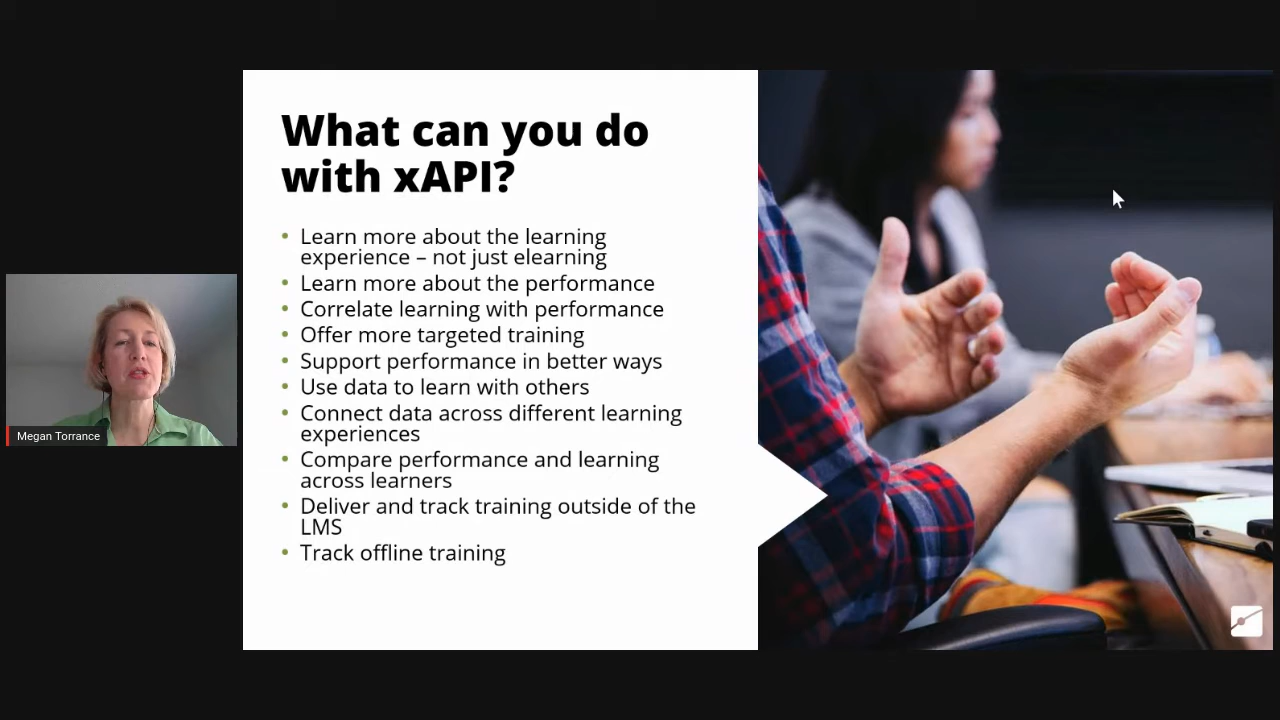 What can you do
with xAPI?
• Learn more about the learning
experience – not just elearning
• Learn more about the performance
• Correlate learning with performance
• Offer more targeted training
• Support performance in better ways
• Use data to learn with others
• Connect data across different learning
experiences
• Compare performance and learning
across learners
• Deliver and track training outside of the
LMS
• Track offline training
Megan Torrance